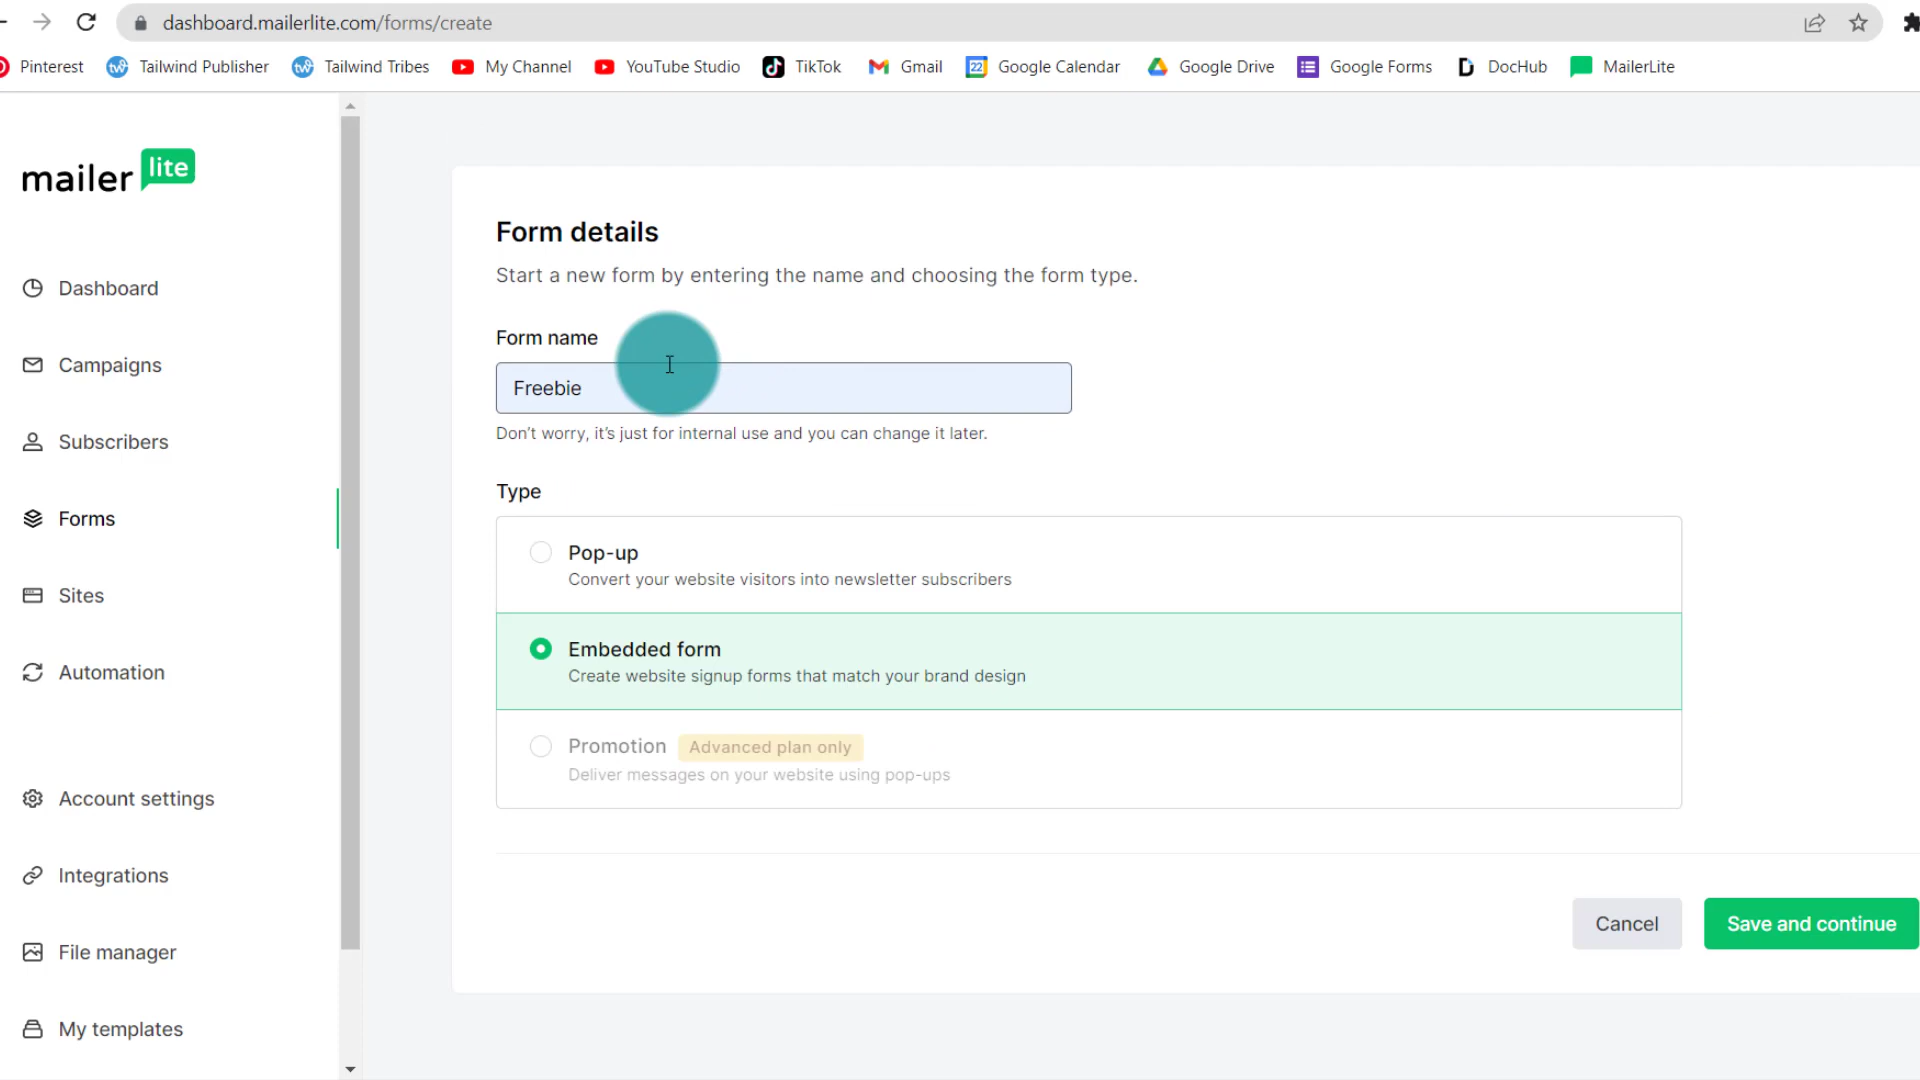 dashboard.mailerlite.com/forms/create
Pinterest Tailwind Publisher Tailwind Tribes My Channel YouTube Studio TikTok Gmail 22 Google Calendar Google Drive Google Forms DocHub MailerLite
mailer lite
Dashboard
Campaigns
Subscribers
Forms
Sites
Automation
Account settings
Integrations
File manager
My templates
Form details
Start a new form by entering the name and choosing the form type.
Form name
Freebie
Don't worry, it's just for internal use and you can change it later.
Type
Pop-up
Convert your website visitors into newsletter subscribers
Embedded form
Create website signup forms that match your brand design
Promotion Advanced plan only
Deliver messages on your website using pop-ups
Cancel Save and continue